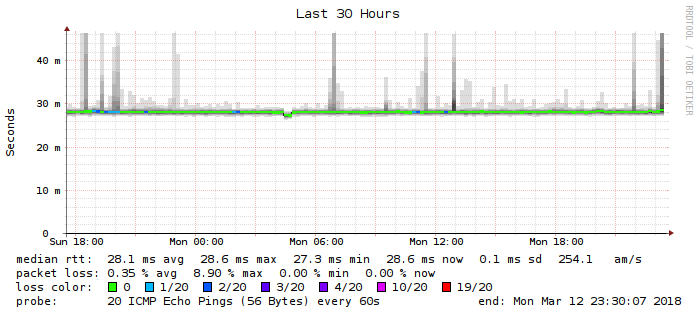 Last 30 Hours
RRDTOOL / TOBI OETIKER
Seconds
40 m
30 m
20 m
10 m
0
Sun 18:00 Mon 00:00 Mon 06:00 Mon 12:00 Mon 18:00
median rtt: 28.1 ms avg 28.6 ms max 27.3 ms min 28.6 ms now 0.1 ms sd 254.1 am/s
packet loss: 0.35 % avg 8.90 % max 0.00 % min 0.00 % now
loss color: 0 1/20 2/20 3/20 4/20 10/20 19/20
probe: 20 ICMP Echo Pings (56 Bytes) every 60s end: Mon Mar 12 23:30:07 2018